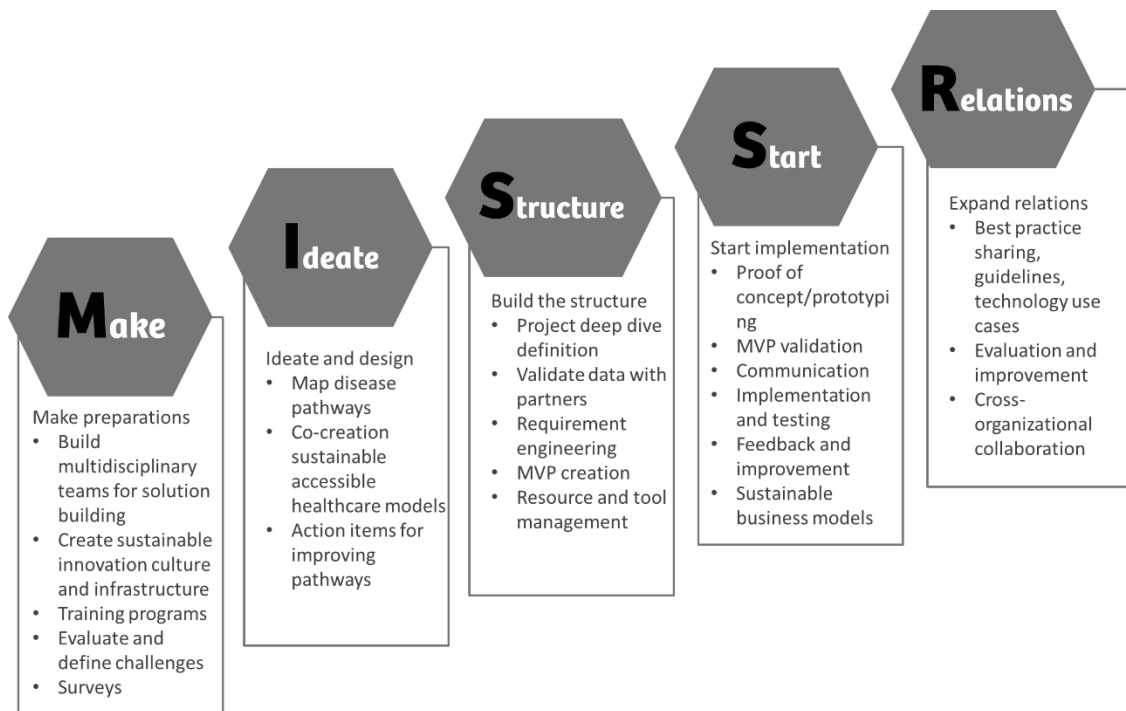 Make
Make preparations
• Build
multidisciplinary
teams for solution
building
• Create sustainable
innovation culture
and infrastructure
• Training programs
• Evaluate and
define challenges
• Surveys
Ideate
Ideate and design
• Map disease
pathways
• Co-creation
sustainable
accessible
healthcare models
• Action items for
improving
pathways
Structure
Build the structure
• Project deep dive
definition
• Validate data with
partners
• Requirement
engineering
• MVP creation
• Resource and tool
management
Start
Start implementation
• Proof of
concept/prototypi
ng
• MVP validation
• Communication
• Implementation
and testing
• Feedback and
improvement
• Sustainable
business models
Relations
Expand relations
• Best practice
sharing,
guidelines,
technology use
cases
• Evaluation and
improvement
• Cross-
organizational
collaboration